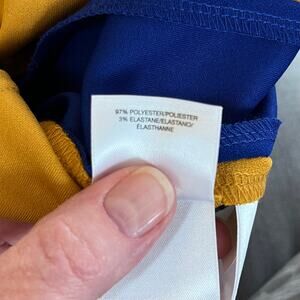 97% POLYESTER/POLIESTER
3% ELASTANE/ELASTANO/
ÉLASTHANNE